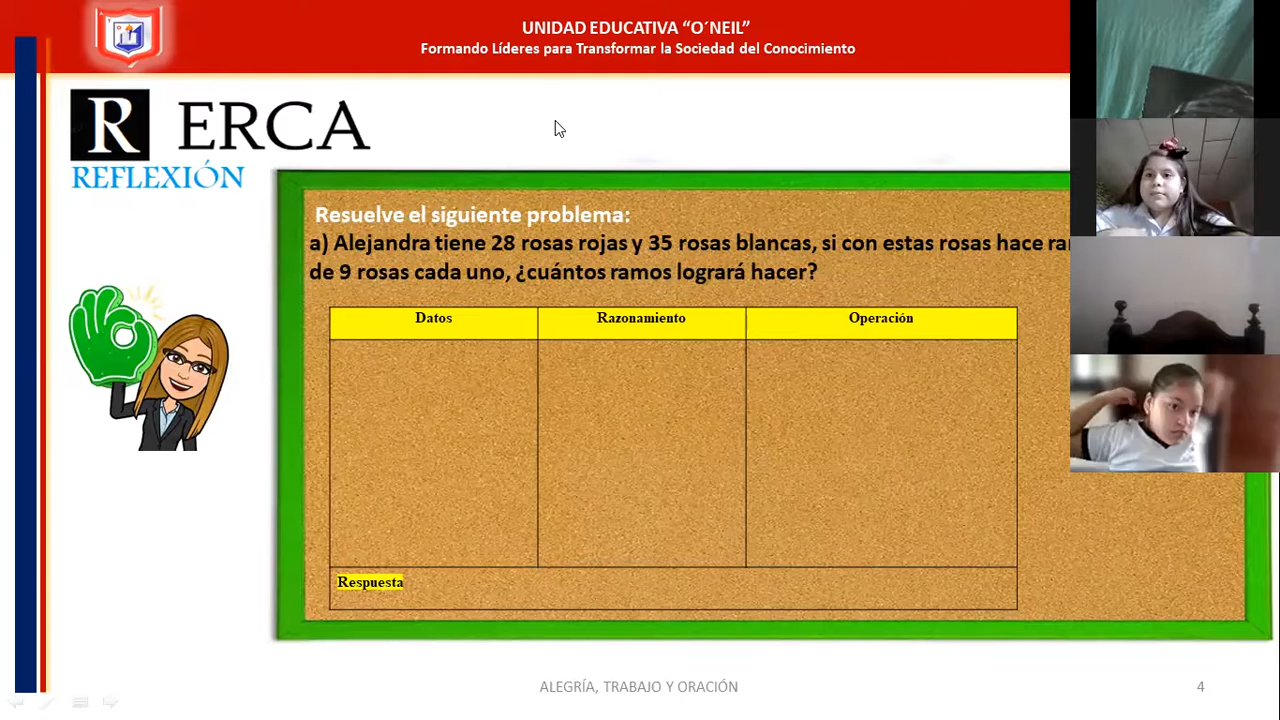 UNIDAD EDUCATIVA “O´NEIL”
Formando Líderes para Transformar la Sociedad del Conocimiento
R ERCA
REFLEXIÓN
Resuelve el siguiente problema:
a) Alejandra tiene 28 rosas rojas y 35 rosas blancas, si con estas rosas hace
de 9 rosas cada uno, ¿cuántos ramos logrará hacer?
Datos Razonamiento Operación
Respuesta
ALEGRÍA, TRABAJO Y ORACIÓN
4